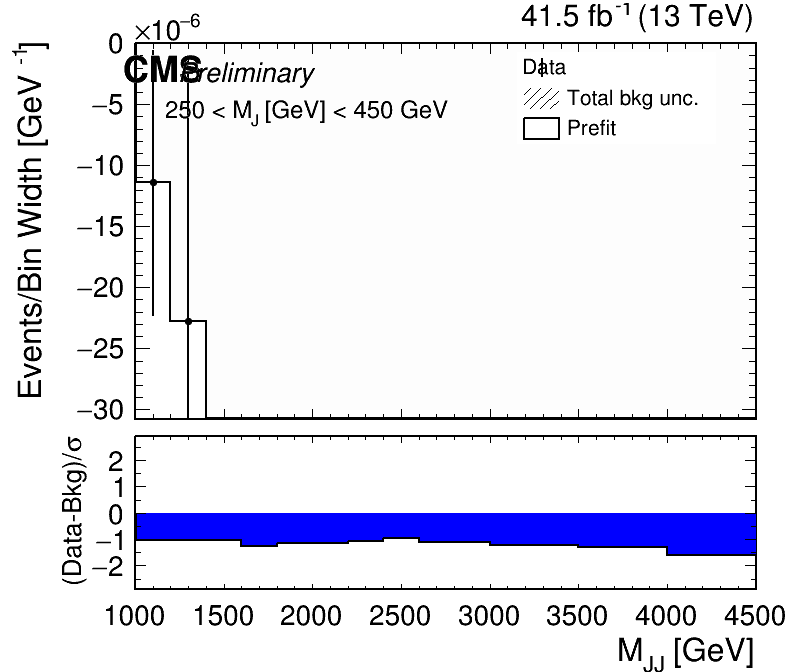 ×10⁻⁶
41.5 fb⁻¹ (13 TeV)
CMS Preliminary
250 < M_J [GeV] < 450 GeV
Data
Total bkg unc.
Prefit
Events/Bin Width [GeV⁻¹]
0
−5
−10
−15
−20
−25
−30
(Data-Bkg)/σ
2
1
0
−1
−2
1000 1500 2000 2500 3000 3500 4000 4500
M_JJ [GeV]